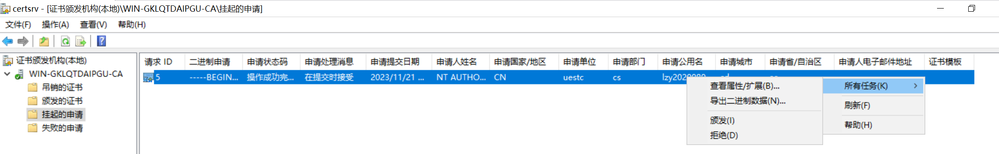 certsrv - [证书颁发机构(本地)\WIN-GKLQTDAIPGU-CA\挂起的申请]
文件(F) 操作(A) 查看(V) 帮助(H)
证书颁发机构(本地)
WIN-GKLQTDAIPGU-CA
吊销的证书
颁发的证书
挂起的申请
失败的申请
请求 ID 二进制申请 申请状态码 申请处理消息 申请提交日期 申请人姓名 申请国家/地区 申请单位 申请部门 申请公用名 申请城市 申请省/自治区 申请人电子邮件地址 证书模板
5 -----BEGIN... 操作成功完... 在提交时接受 2023/11/21 ... NT AUTHO... CN uestc cs
查看属性/扩展(B)...
导出二进制数据(N)...
颁发(I)
拒绝(D)
所有任务(K)
刷新(F)
帮助(H)